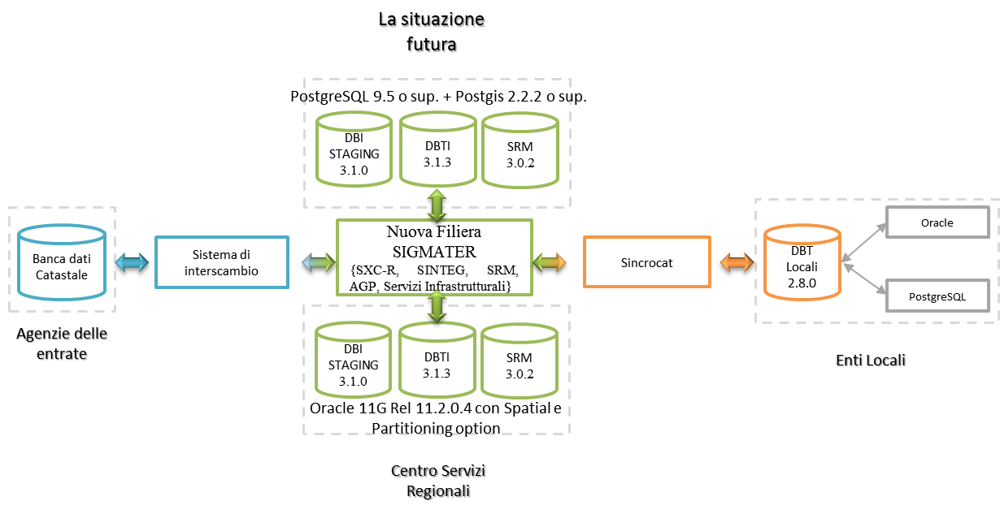 La situazione
futura
PostgreSQL 9.5 o sup. + Postgis 2.2.2 o sup.
DBI
STAGING
3.1.0
DBTI
3.1.3
SRM
3.0.2
Banca dati
Catastale
Agenzie delle
entrate
Sistema di
interscambio
Nuova Filiera
SIGMATER
{SXC-R, SINTEG, SRM,
AGP, Servizi Infrastrutturali}
Sincrocat
DBT
Locali
2.8.0
Oracle
PostgreSQL
Enti Locali
DBI
STAGING
3.1.0
DBTI
3.1.3
SRM
3.0.2
Oracle 11G Rel 11.2.0.4 con Spatial e
Partitioning option
Centro Servizi
Regionali